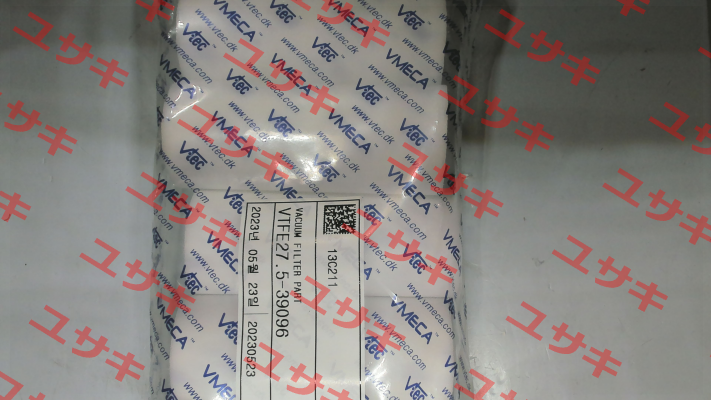 VMECA
www.vmeca.com
Vtec
www.vtec.dk
13C211
VACUUM FILTER PART
VTFE27.5-39096
2023년 05월 23일 20230523
ユサキ